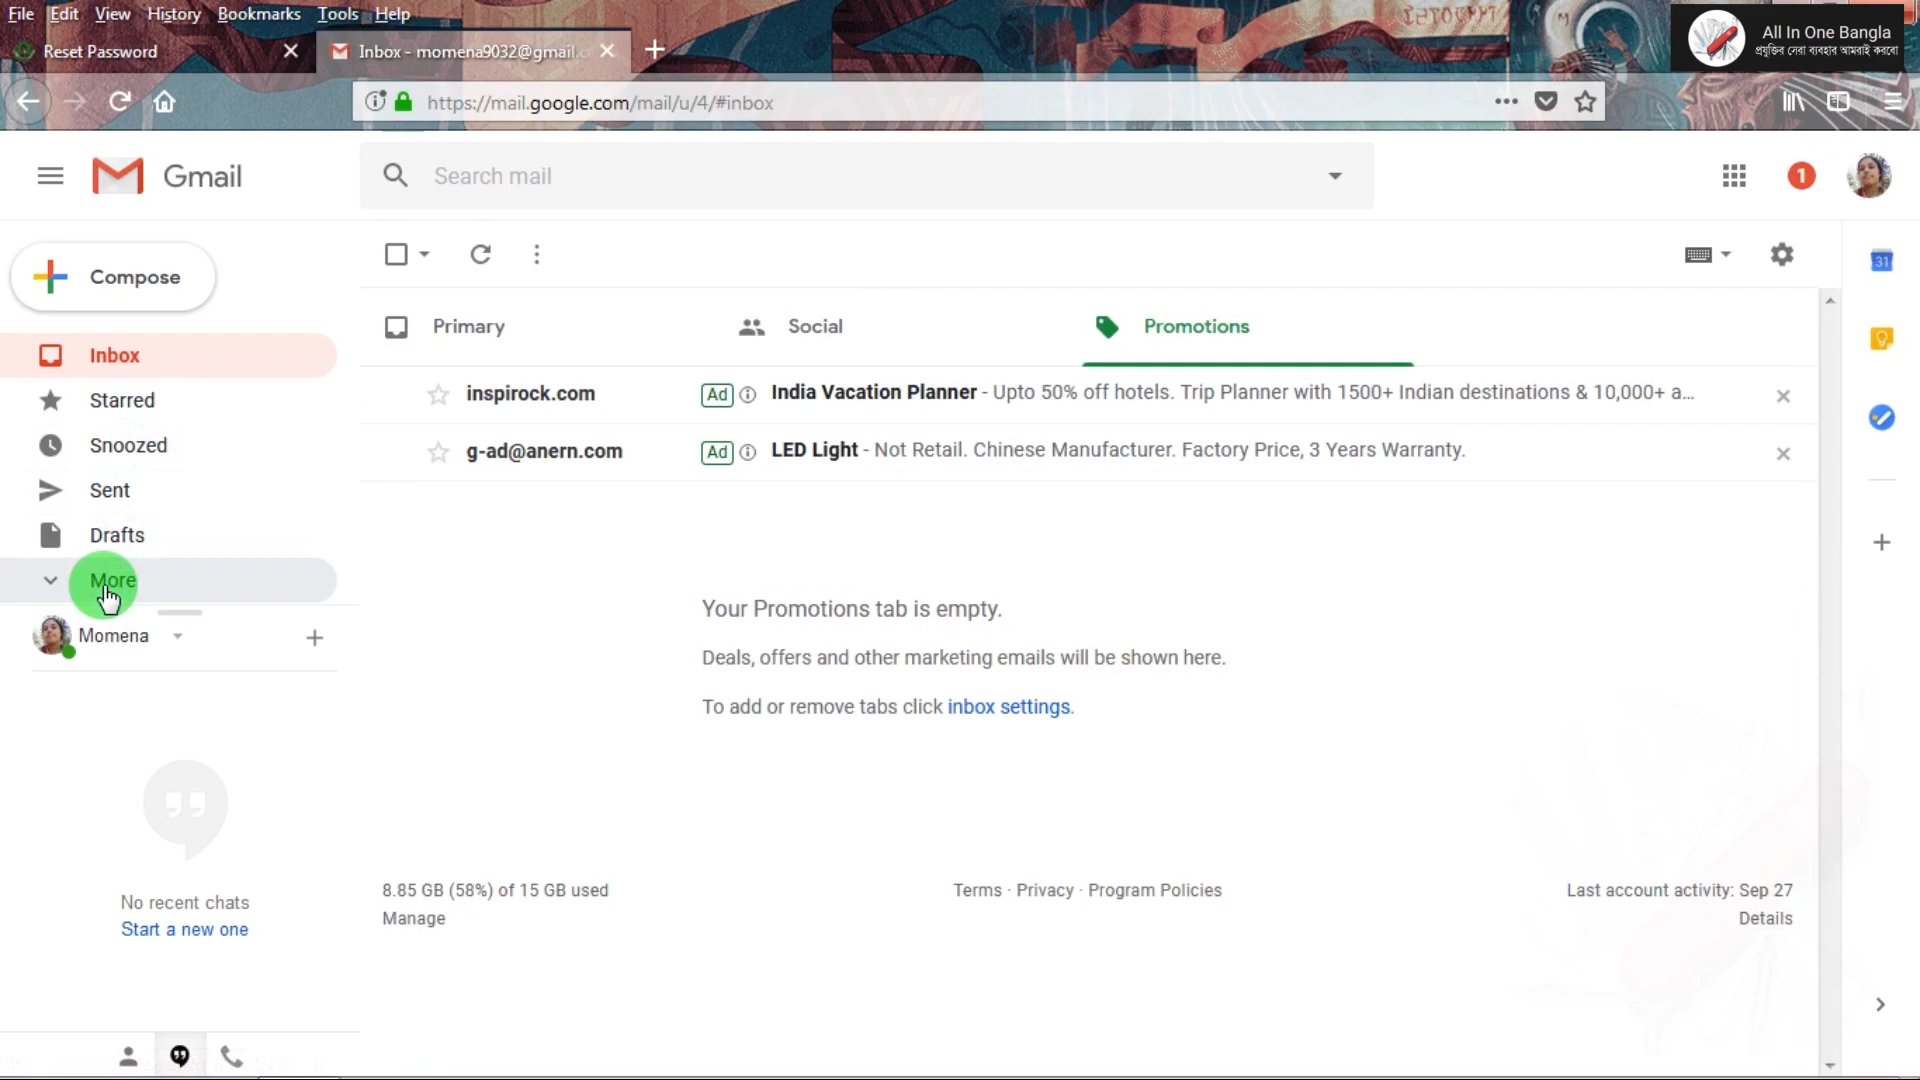 File Edit View History Bookmarks Tools Help
All In One Bangla
প্রযুক্তির সেবা ব্যবহার আমরাই করবো
Reset Password
Inbox - momena9032@gmail.c
https://mail.google.com/mail/u/4/#inbox
Gmail
Search mail
1
Compose
31
Primary
Social
Promotions
Inbox
Starred
Snoozed
Sent
Drafts
More
inspirock.com Ad India Vacation Planner - Upto 50% off hotels. Trip Planner with 1500+ Indian destinations & 10,000+ a...
g-ad@anern.com Ad LED Light - Not Retail. Chinese Manufacturer. Factory Price, 3 Years Warranty.
Your Promotions tab is empty.
Deals, offers and other marketing emails will be shown here.
To add or remove tabs click inbox settings.
Momena
No recent chats
Start a new one
8.85 GB (58%) of 15 GB used
Manage
Terms · Privacy · Program Policies
Last account activity: Sep 27
Details